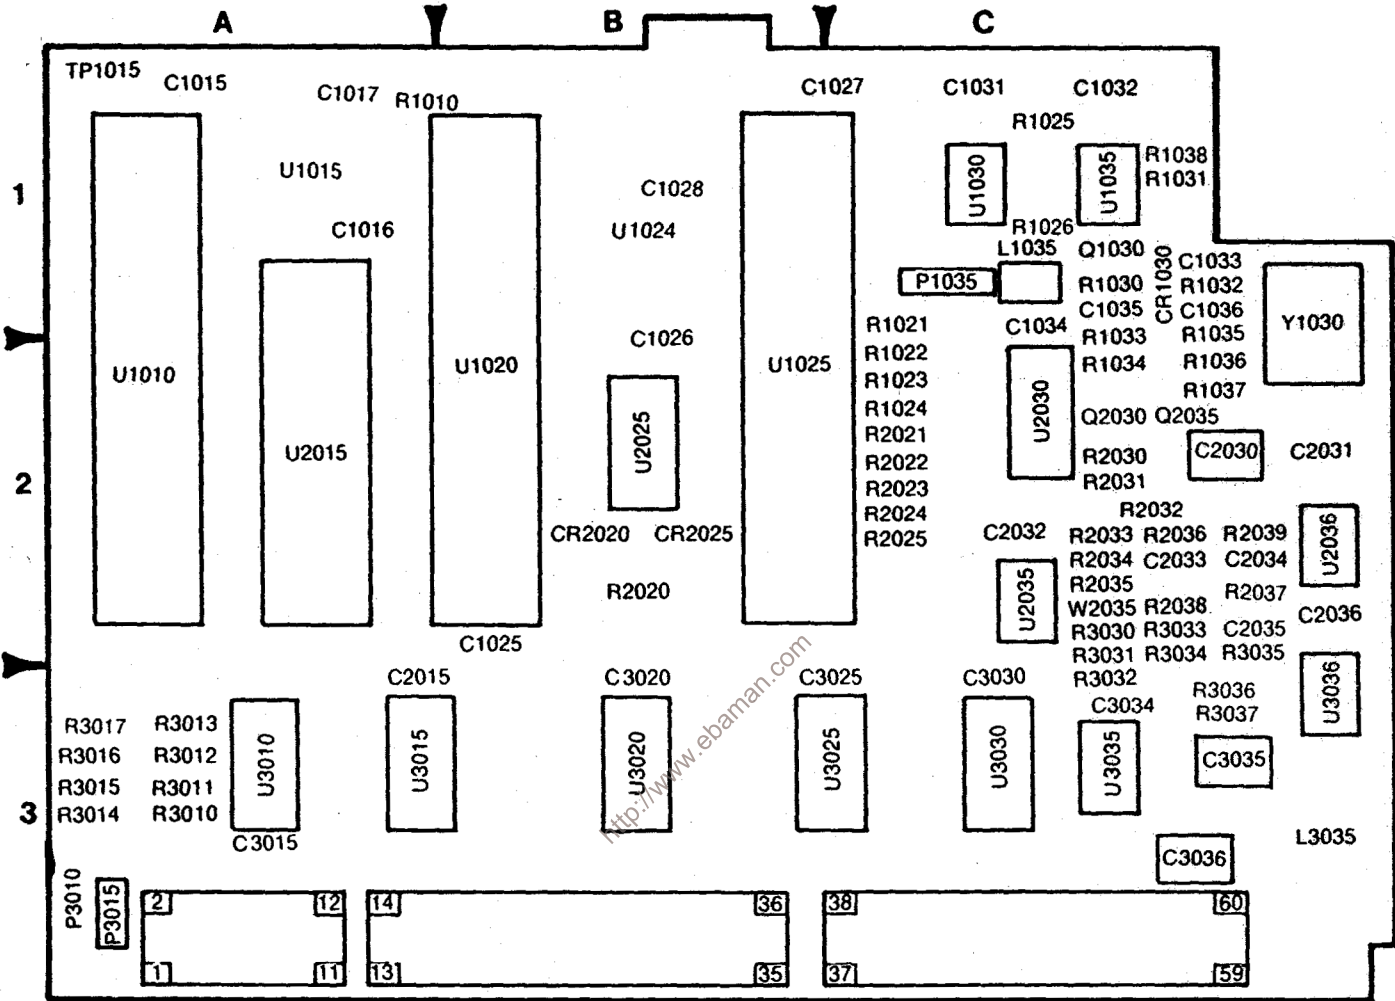 A B C
TP1015
C1015
C1017
R1010
C1027
C1031
C1032
R1025
U1015
C1028
U1030
U1035
R1038
R1031
1
C1016
U1024
R1026
L1035
Q1030
CR1030
C1033
P1035
R1030
R1032
C1035
C1036
Y1030
R1021
C1034
R1033
R1035
C1026
R1022
R1034
R1036
U1010
U1020
U1025
R1023
R1037
R1024
U2030
Q2030
Q2035
R2021
U2015
U2025
R2022
R2030
C2030
C2031
2
R2023
R2031
R2024
R2032
CR2020
CR2025
R2025
C2032
R2033
R2036
R2039
U2036
R2034
C2033
C2034
R2020
U2035
R2035
R2037
W2035
R2038
C2036
C1025
R3030
R3033
C2035
R3031
R3034
R3035
C2015
C3020
C3025
C3030
R3032
R3036
U3036
C3034
R3037
R3017
R3013
R3016
R3012
U3010
U3015
U3020
U3025
U3030
U3035
C3035
R3015
R3011
3
R3014
R3010
C3015
L3035
C3036
P3010
P3015
2
12
14
36
38
60
1
11
13
35
37
59
http://www.ebaman.com